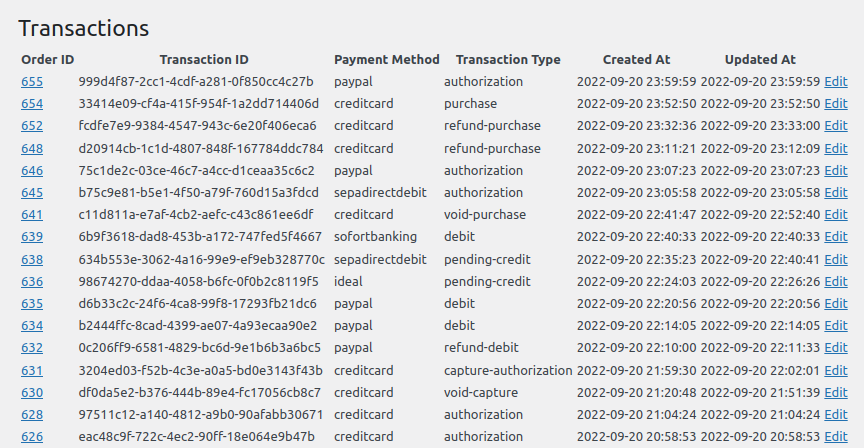 Transactions
Order ID Transaction ID Payment Method Transaction Type Created At Updated At
655 999d4f87-2cc1-4cdf-a281-0f850cc4c27b paypal authorization 2022-09-20 23:59:59 2022-09-20 23:59:59 Edit
654 33414e09-cf4a-415f-954f-1a2dd714406d creditcard purchase 2022-09-20 23:52:50 2022-09-20 23:52:50 Edit
652 fcdfe7e9-9384-4547-943c-6e20f406eca6 creditcard refund-purchase 2022-09-20 23:32:36 2022-09-20 23:33:00 Edit
648 d20914cb-1c1d-4807-848f-167784ddc784 creditcard refund-purchase 2022-09-20 23:11:21 2022-09-20 23:12:09 Edit
646 75c1de2c-03ce-46c7-a4cc-d1ceaa35c6c2 paypal authorization 2022-09-20 23:07:23 2022-09-20 23:07:23 Edit
645 b75c9e81-b5e1-4f50-a79f-760d15a3fdcd sepadirectdebit authorization 2022-09-20 23:05:58 2022-09-20 23:05:58 Edit
641 c11d811a-e7af-4cb2-aefc-c43c861ee6df creditcard void-purchase 2022-09-20 22:41:47 2022-09-20 22:52:40 Edit
639 6b9f3618-dad8-453b-a172-747fed5f4667 sofortbanking debit 2022-09-20 22:40:33 2022-09-20 22:40:33 Edit
638 634b553e-3062-4a16-99e9-ef9eb328770c sepadirectdebit pending-credit 2022-09-20 22:35:23 2022-09-20 22:40:41 Edit
636 98674270-ddaa-4058-b6fc-0f0b2c8119f5 ideal pending-credit 2022-09-20 22:24:03 2022-09-20 22:26:26 Edit
635 d6b33c2c-24f6-4ca8-99f8-17293fb21dc6 paypal debit 2022-09-20 22:20:56 2022-09-20 22:20:56 Edit
634 b2444ffc-8cad-4399-ae07-4a93ecaa90e2 paypal debit 2022-09-20 22:14:05 2022-09-20 22:14:05 Edit
632 0c206ff9-6581-4829-bc6d-9e1b6b3a6bc5 paypal refund-debit 2022-09-20 22:10:00 2022-09-20 22:11:33 Edit
631 3204ed03-f52b-4c3e-a0a5-bd0e3143f43b creditcard capture-authorization 2022-09-20 21:59:30 2022-09-20 22:02:01 Edit
630 df0da5e2-b376-444b-89e4-fc17056cb8c7 creditcard void-capture 2022-09-20 21:20:48 2022-09-20 21:51:39 Edit
628 97511c12-a140-4812-a9b0-90afabb30671 creditcard authorization 2022-09-20 21:04:24 2022-09-20 21:04:24 Edit
626 eac48c9f-722c-4ec2-90ff-18e064e9b47b creditcard authorization 2022-09-20 20:58:53 2022-09-20 20:58:53 Edit